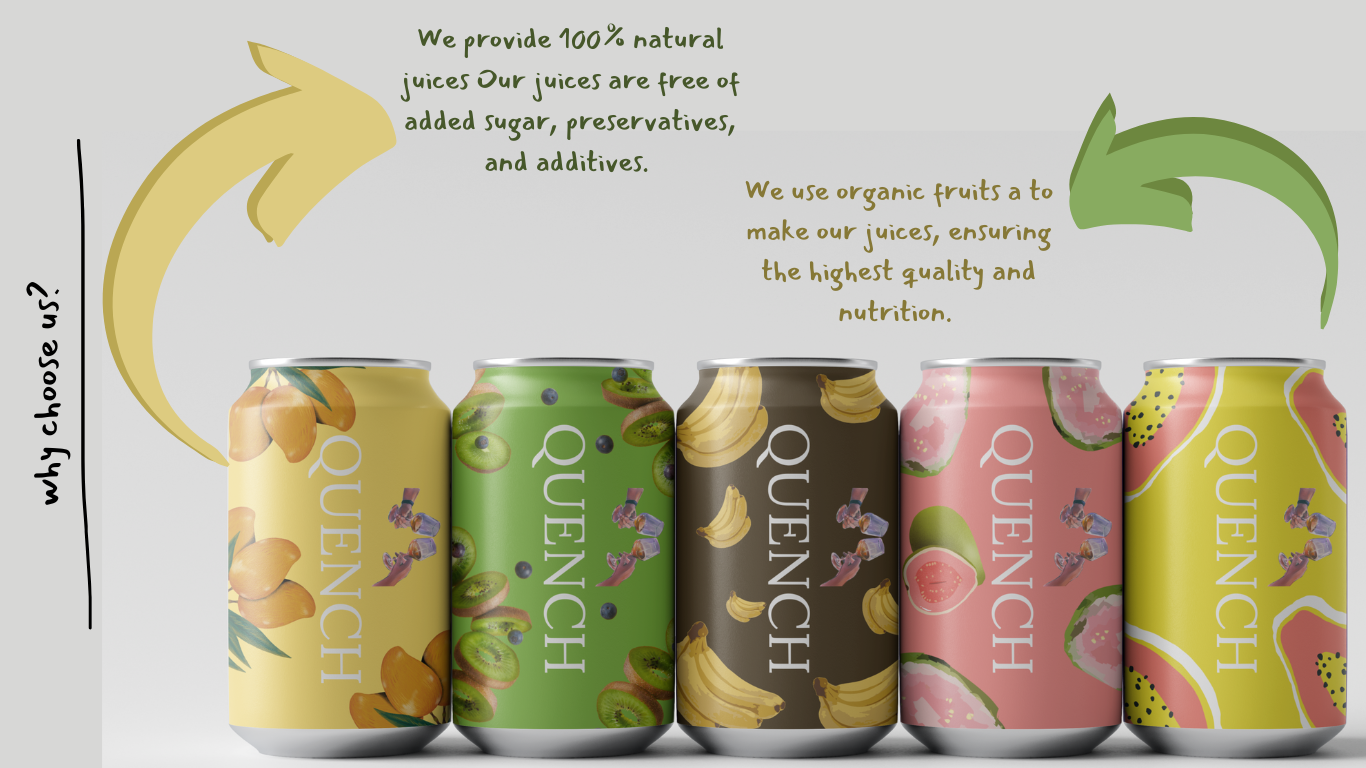 We provide 100% natural
juices Our juices are free of
added sugar, preservatives,
and additives.
We use organic fruits a to
make our juices, ensuring
the highest quality and
nutrition.
why choose us?
QUENCH
QUENCH
QUENCH
QUENCH
QUENCH